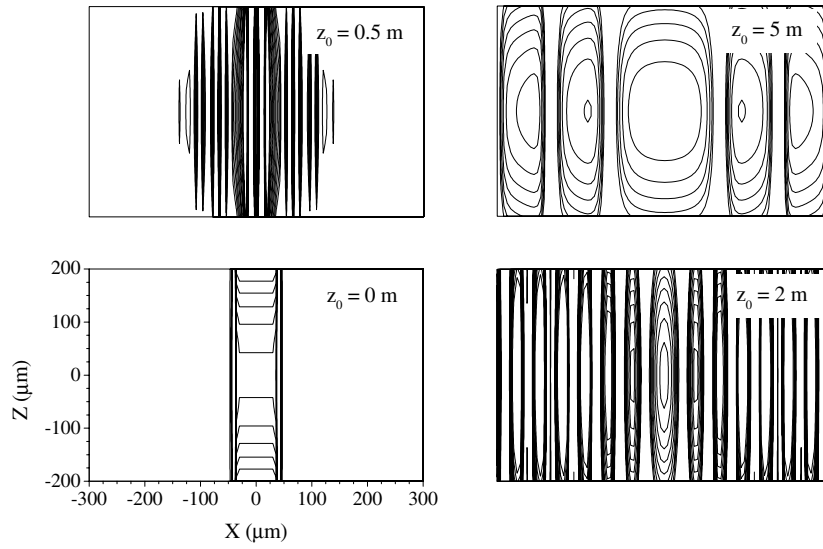 z₀ = 0.5 m
z₀ = 5 m
200
100
0
-100
-200
Z (μm)
z₀ = 0 m
z₀ = 2 m
-300 -200 -100 0 100 200 300
X (μm)